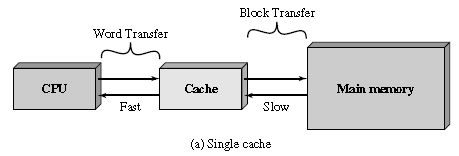 Block Transfer
Word Transfer
CPU
Cache
Main memory
Fast
Slow
(a) Single cache